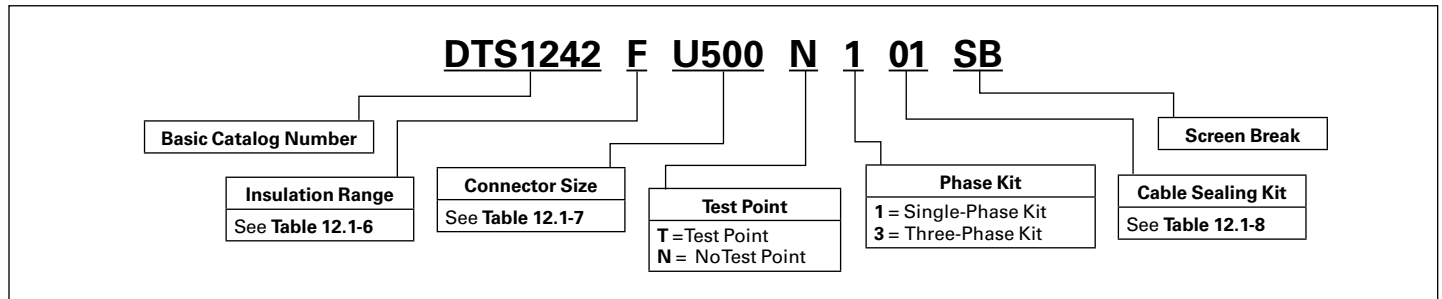 DTS1242 F U500 N 1 01 SB
Basic Catalog Number
Screen Break
Insulation Range
See Table 12.1-6
Connector Size
See Table 12.1-7
Test Point
T = Test Point
N = No Test Point
Phase Kit
1 = Single-Phase Kit
3 = Three-Phase Kit
Cable Sealing Kit
See Table 12.1-8